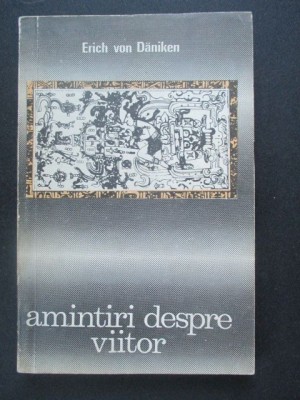 Erich von Däniken
amintiri despre
viitor